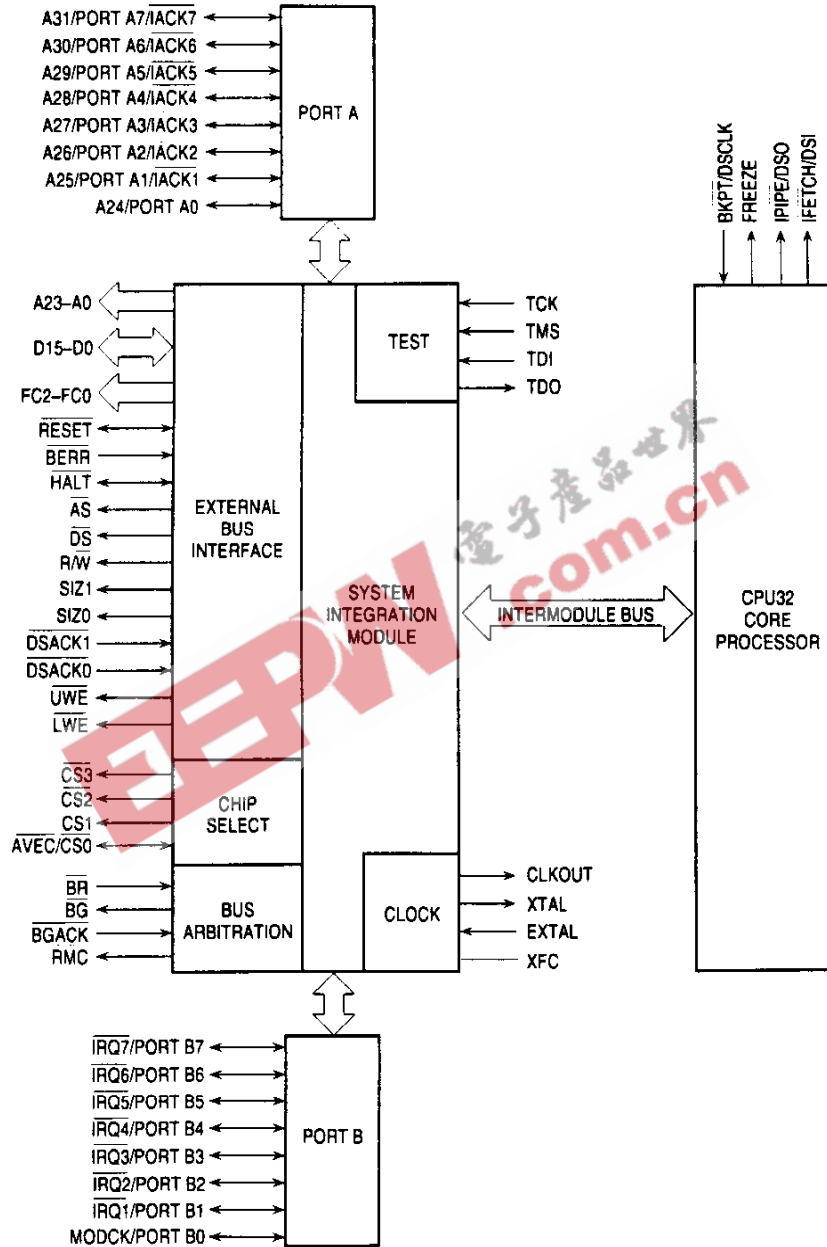 A31/PORT A7/IACK7
A30/PORT A6/IACK6
A29/PORT A5/IACK5
A28/PORT A4/IACK4
A27/PORT A3/IACK3
A26/PORT A2/IACK2
A25/PORT A1/IACK1
A24/PORT A0
PORT A
BKPT/DSCLK
FREEZE
IPIPE/DSO
IFETCH/DSI
A23–A0
D15–D0
FC2–FC0
RESET
BERR
HALT
AS
DS
R/W
SIZ1
SIZ0
DSACK1
DSACK0
UWE
LWE
EXTERNAL
BUS
INTERFACE
CS3
CS2
CS1
AVEC/CS0
CHIP
SELECT
BR
BG
BGACK
RMC
BUS
ARBITRATION
TEST
TCK
TMS
TDI
TDO
SYSTEM
INTEGRATION
MODULE
INTERMODULE BUS
CPU32
CORE
PROCESSOR
CLOCK
CLKOUT
XTAL
EXTAL
XFC
IRQ7/PORT B7
IRQ6/PORT B6
IRQ5/PORT B5
IRQ4/PORT B4
IRQ3/PORT B3
IRQ2/PORT B2
IRQ1/PORT B1
MODCK/PORT B0
PORT B
EEPW
電子產品世界
.com.cn